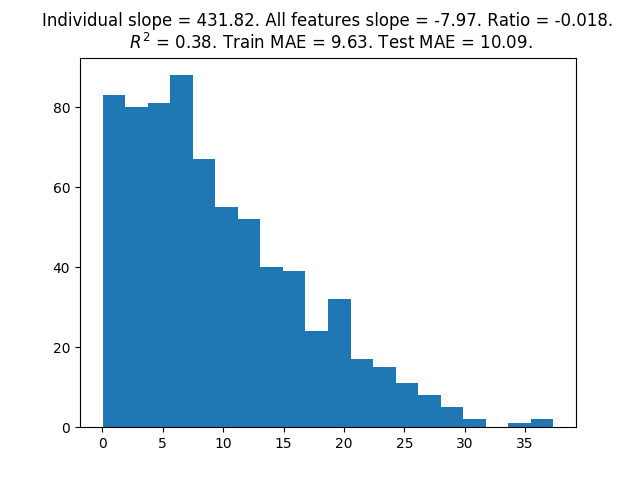 Individual slope = 431.82. All features slope = -7.97. Ratio = -0.018.
R² = 0.38. Train MAE = 9.63. Test MAE = 10.09.
80
60
40
20
0
0 5 10 15 20 25 30 35